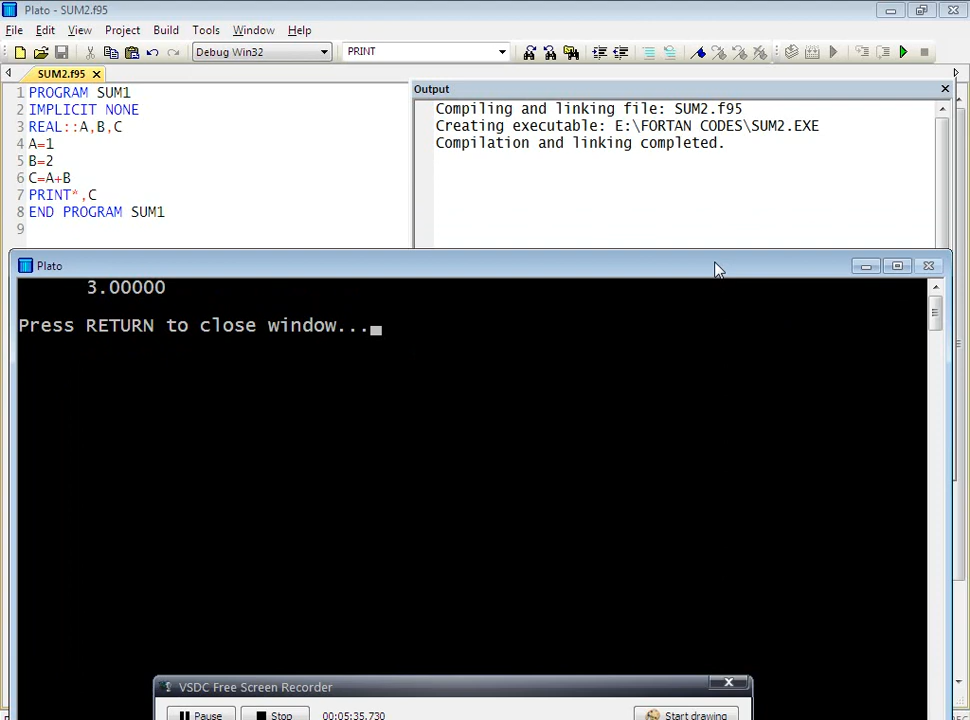 Plato - SUM2.f95
File Edit View Project Build Tools Window Help
Debug Win32 PRINT
SUM2.f95
1 PROGRAM SUM1
2 IMPLICIT NONE
3 REAL::A,B,C
4 A=1
5 B=2
6 C=A+B
7 PRINT*,C
8 END PROGRAM SUM1
9
Output
Compiling and linking file: SUM2.f95
Creating executable: E:\FORTAN CODES\SUM2.EXE
Compilation and linking completed.
Plato
3.00000
Press RETURN to close window...
VSDC Free Screen Recorder
Pause Stop 00:05:35.730 Start drawing